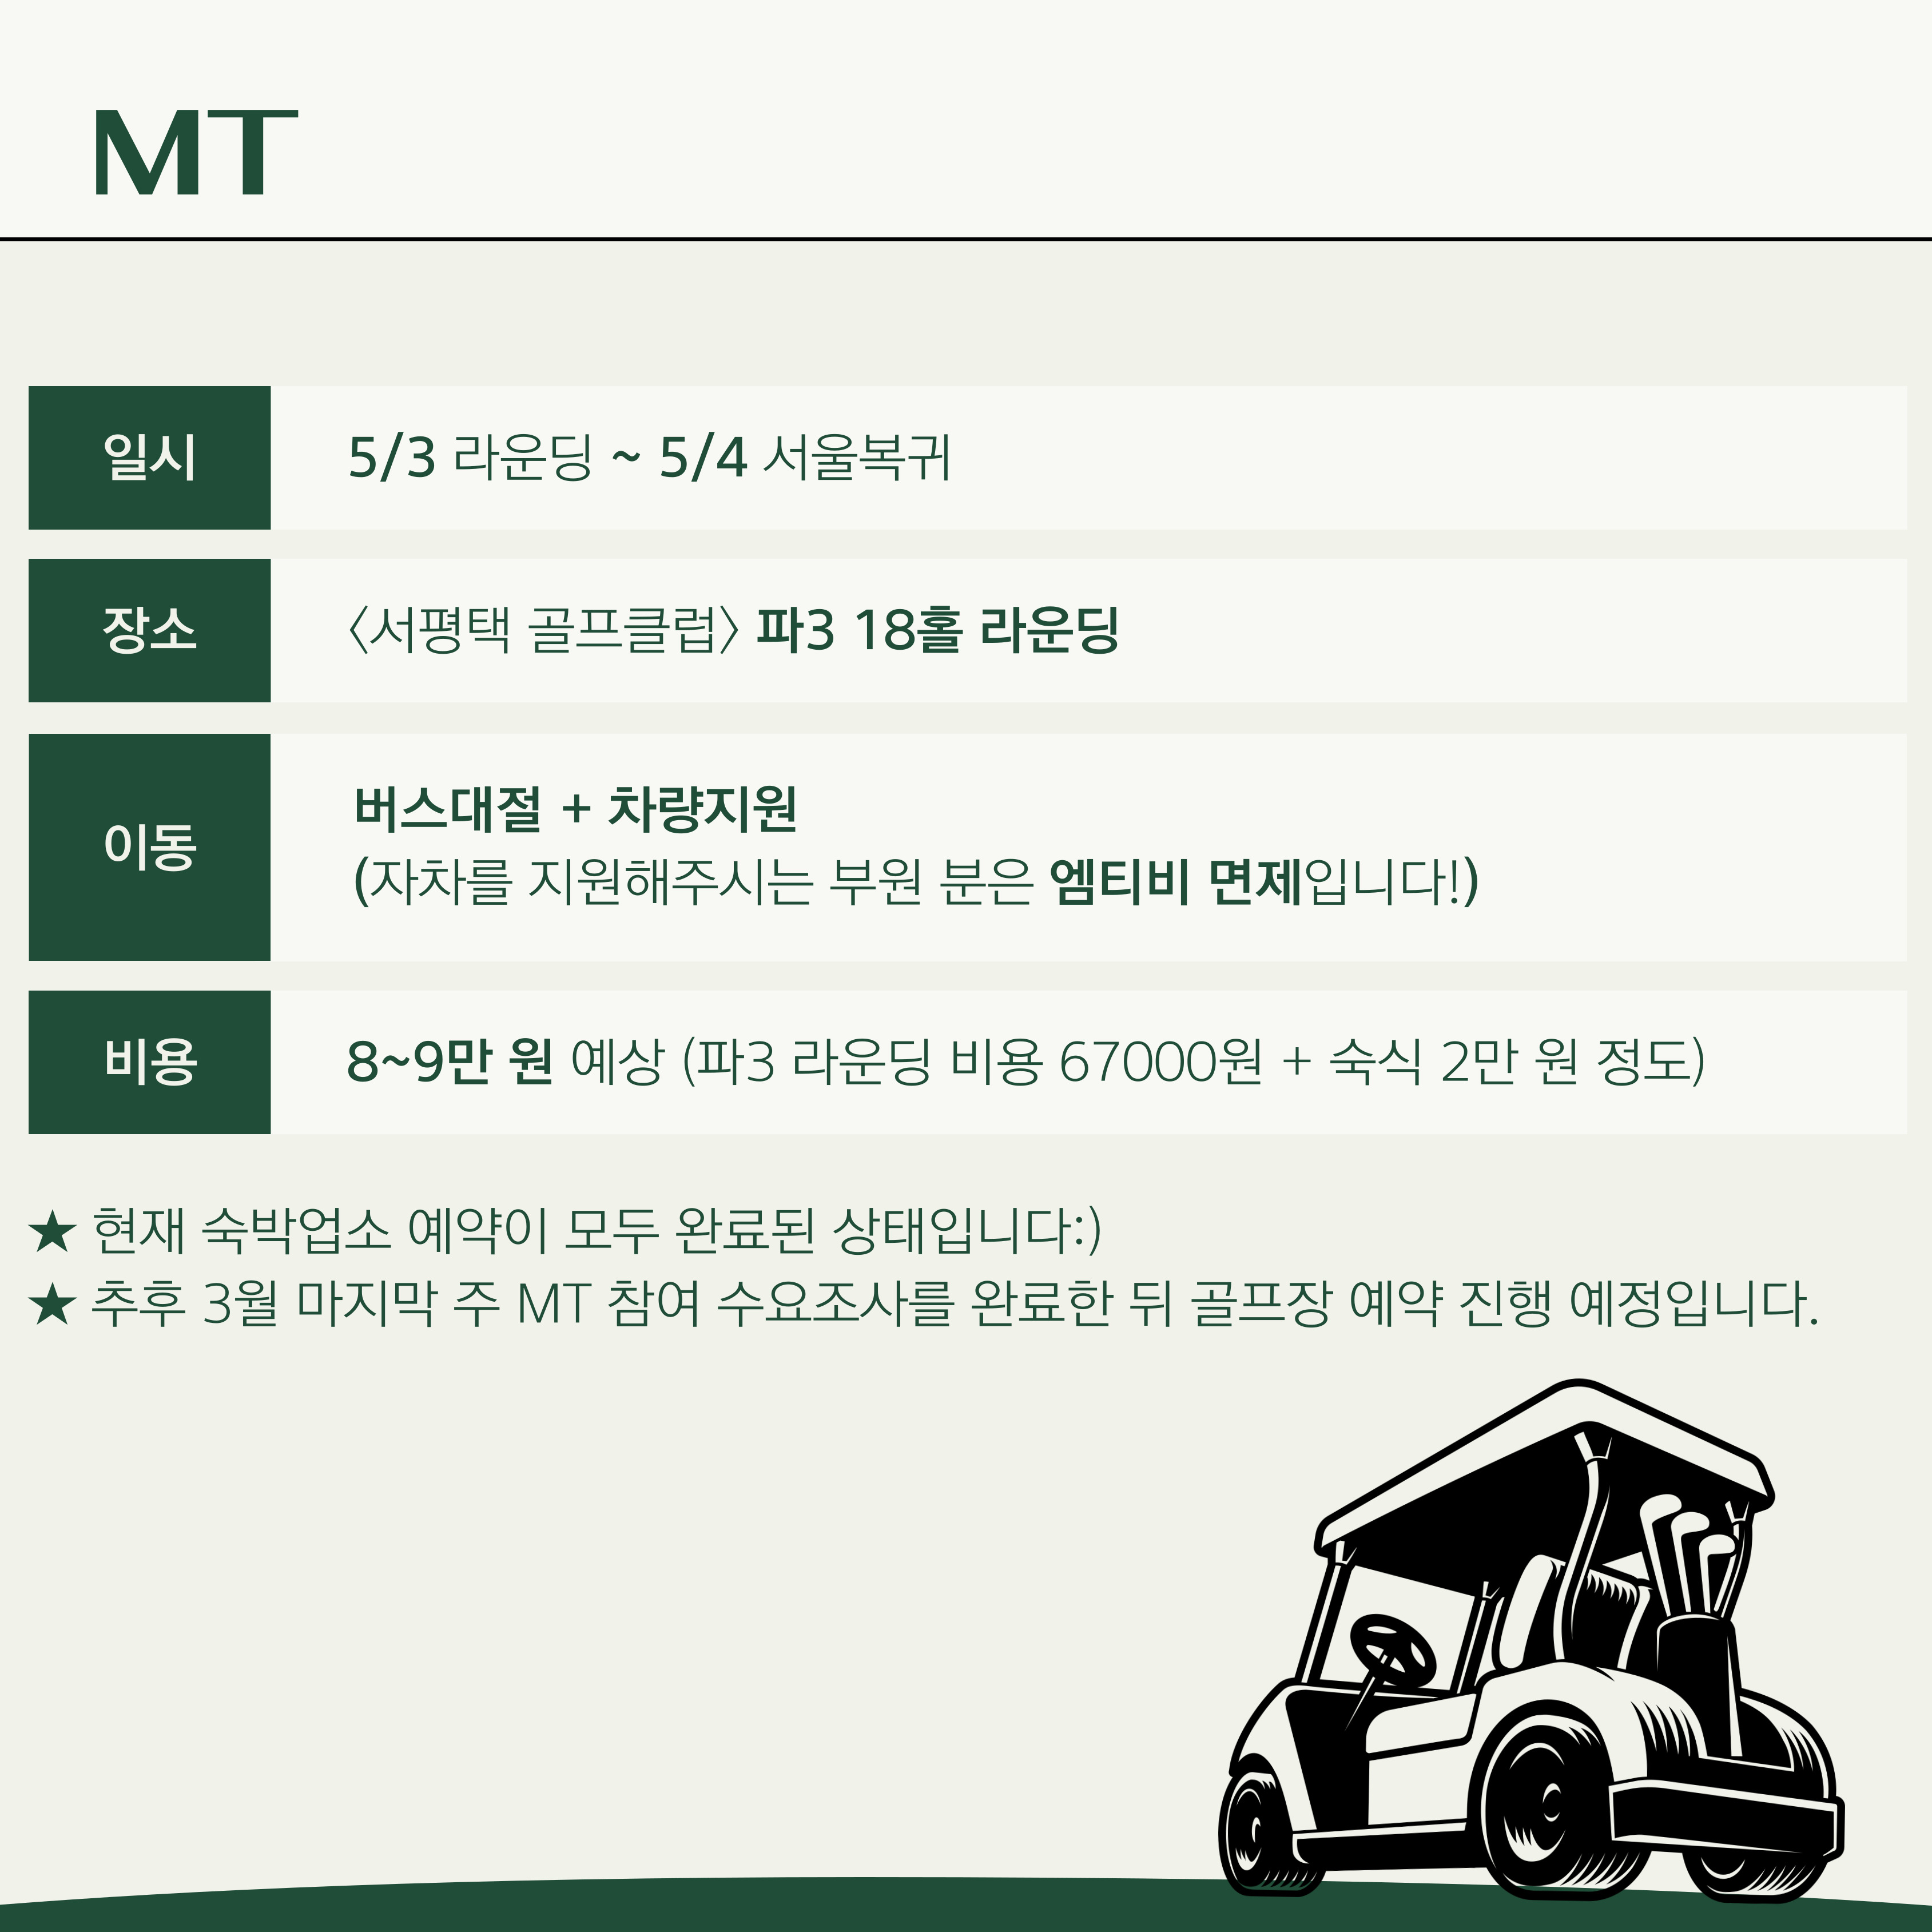 MT
일시
5/3 라운딩 ~ 5/4 서울복귀
장소
<서평택 골프클럽> 파3 18홀 라운딩
이동
버스대절 + 차량지원
(자차를 지원해주시는 부원 분은 엠티비 면제입니다!)
비용
8~9만 원 예상 (파3 라운딩 비용 67000원 + 숙식 2만 원 정도)
★ 현재 숙박업소 예약이 모두 완료된 상태입니다:)
★ 추후 3월 마지막 주 MT 참여 수요조사를 완료한 뒤 골프장 예약 진행 예정입니다.